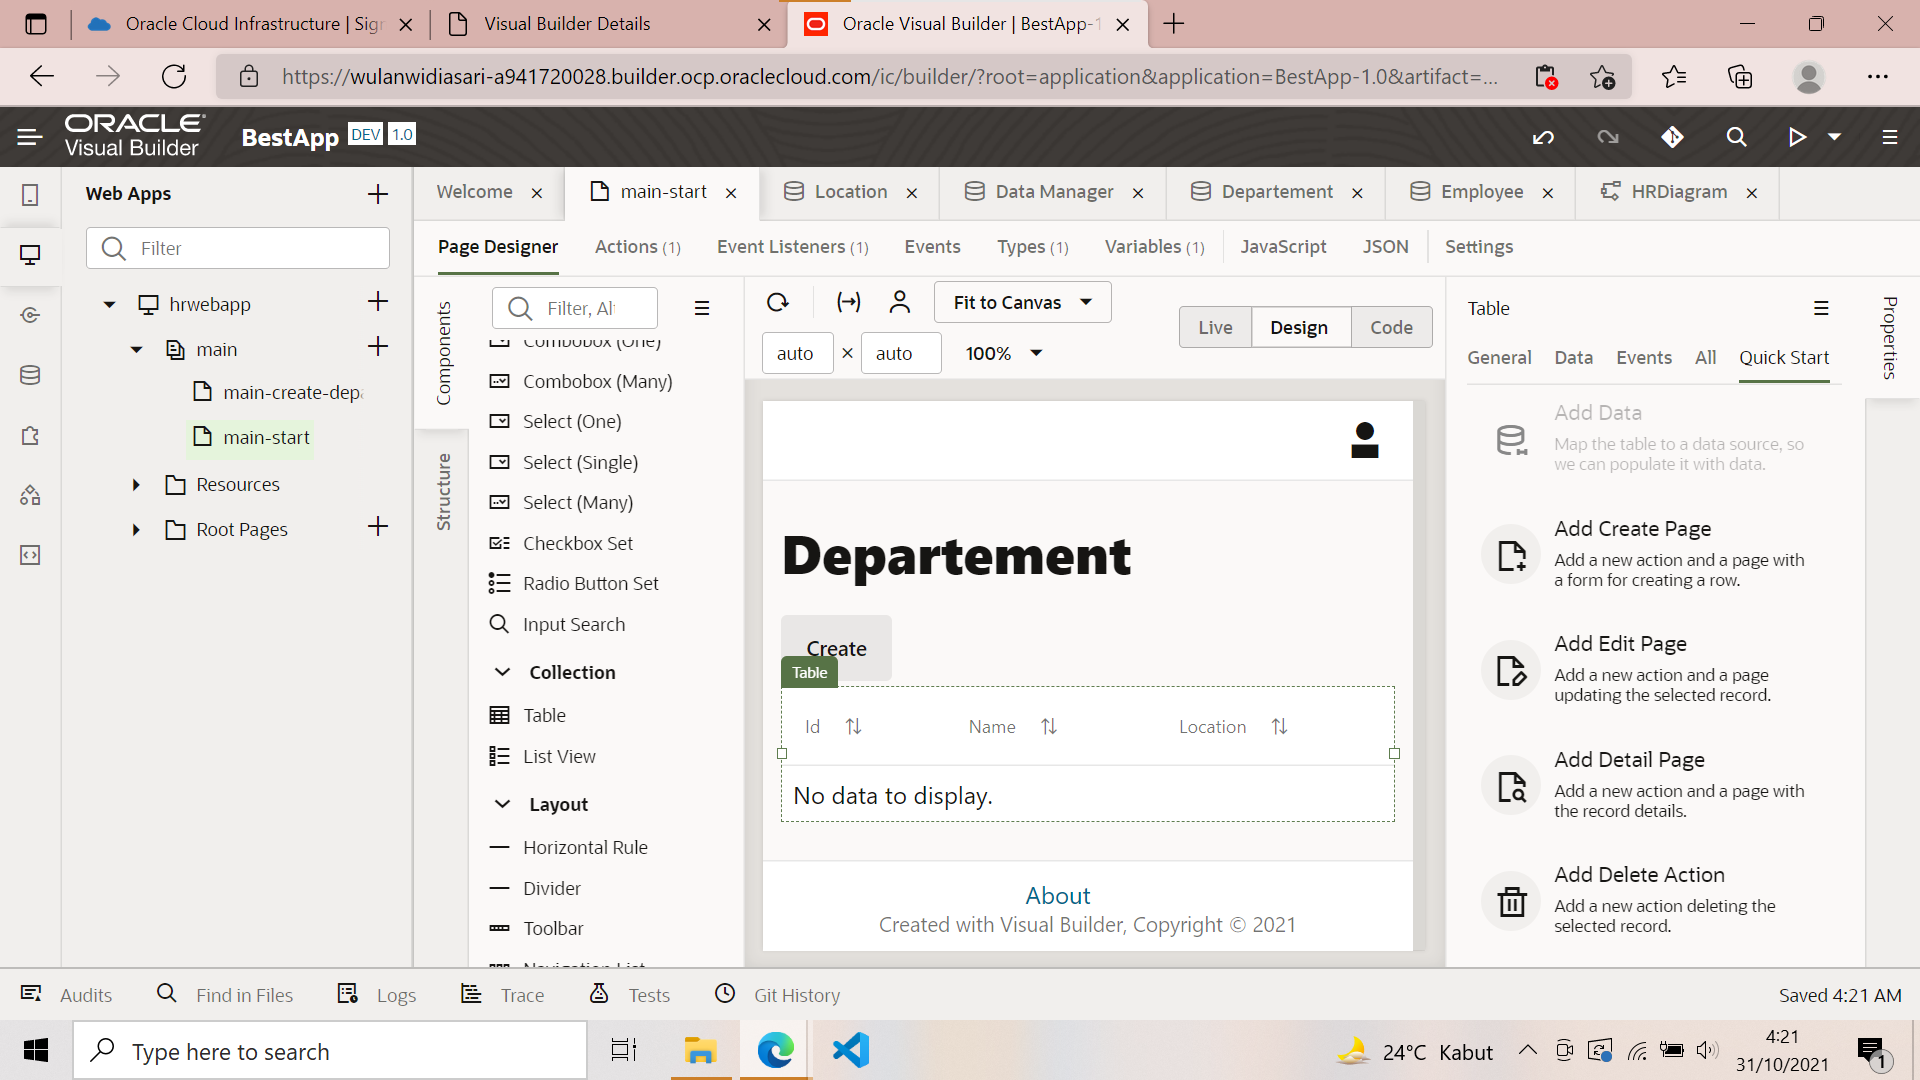 Oracle Cloud Infrastructure | Sign
Visual Builder Details
Oracle Visual Builder | BestApp-1
https://wulanwidiasari-a941720028.builder.ocp.oraclecloud.com/ic/builder/?root=application&application=BestApp-1.0&artifact=...
ORACLE
Visual Builder
BestApp DEV 1.0
Web Apps
Filter
hrwebapp
main
main-create-depa
main-start
Resources
Root Pages
Welcome
main-start
Location
Data Manager
Departement
Employee
HRDiagram
Page Designer
Actions (1)
Event Listeners (1)
Events
Types (1)
Variables (1)
JavaScript
JSON
Settings
Components
Structure
Filter, Al
Combobox (One)
Combobox (Many)
Select (One)
Select (Single)
Select (Many)
Checkbox Set
Radio Button Set
Input Search
Collection
Table
List View
Layout
Horizontal Rule
Divider
Toolbar
Navigation List
Fit to Canvas
auto × auto
100%
Live
Design
Code
Departement
Create
Table
Id
Name
Location
No data to display.
About
Created with Visual Builder, Copyright © 2021
Table
General
Data
Events
All
Quick Start
Add Data
Map the table to a data source, so
we can populate it with data.
Add Create Page
Add a new action and a page with
a form for creating a row.
Add Edit Page
Add a new action and a page
updating the selected record.
Add Detail Page
Add a new action and a page with
the record details.
Add Delete Action
Add a new action deleting the
selected record.
Properties
Audits
Find in Files
Logs
Trace
Tests
Git History
Saved 4:21 AM
Type here to search
24°C Kabut
4:21
31/10/2021
1